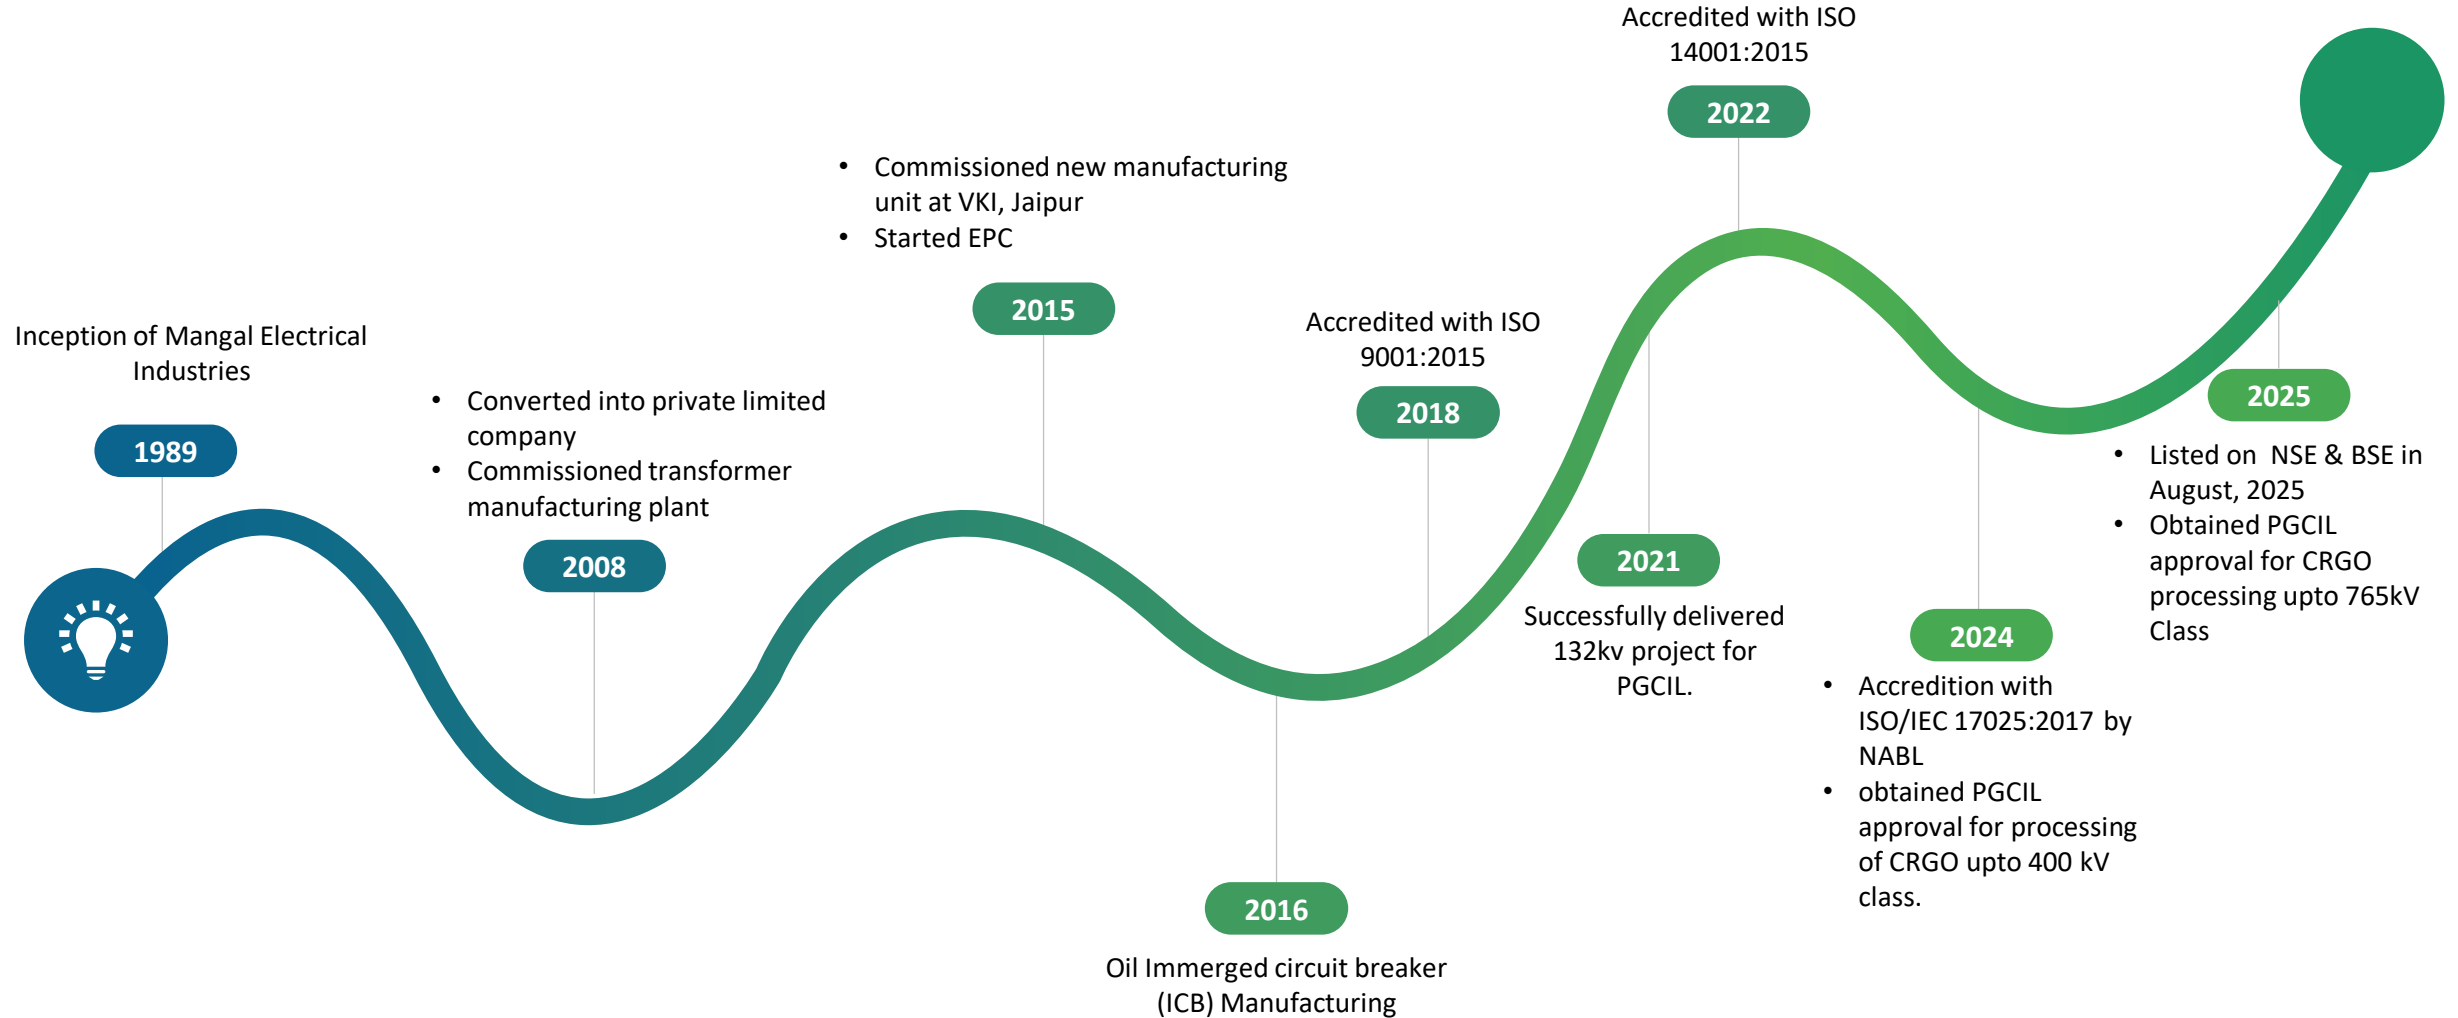 Inception of Mangal Electrical
Industries
1989
• Converted into private limited
company
• Commissioned transformer
manufacturing plant
2008
• Commissioned new manufacturing
unit at VKI, Jaipur
• Started EPC
2015
2016
Oil Immerged circuit breaker
(ICB) Manufacturing
Accredited with ISO
9001:2015
2018
2021
Successfully delivered
132kv project for
PGCIL.
Accredited with ISO
14001:2015
2022
2024
• Accredition with
ISO/IEC 17025:2017 by
NABL
• obtained PGCIL
approval for processing
of CRGO upto 400 kV
class.
2025
• Listed on NSE & BSE in
August, 2025
• Obtained PGCIL
approval for CRGO
processing upto 765kV
Class